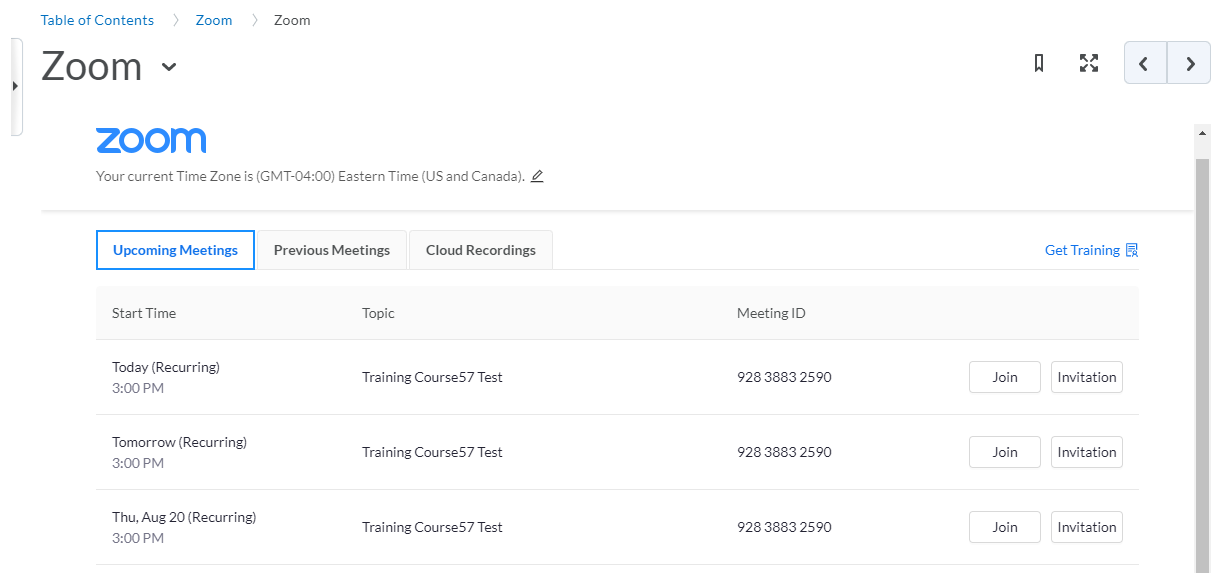 Table of Contents Zoom Zoom
Zoom
zoom
Your current Time Zone is (GMT-04:00) Eastern Time (US and Canada).
Upcoming Meetings Previous Meetings Cloud Recordings Get Training
Start Time Topic Meeting ID
Today (Recurring)
3:00 PM
Training Course57 Test 928 3883 2590 Join Invitation
Tomorrow (Recurring)
3:00 PM
Training Course57 Test 928 3883 2590 Join Invitation
Thu, Aug 20 (Recurring)
3:00 PM
Training Course57 Test 928 3883 2590 Join Invitation